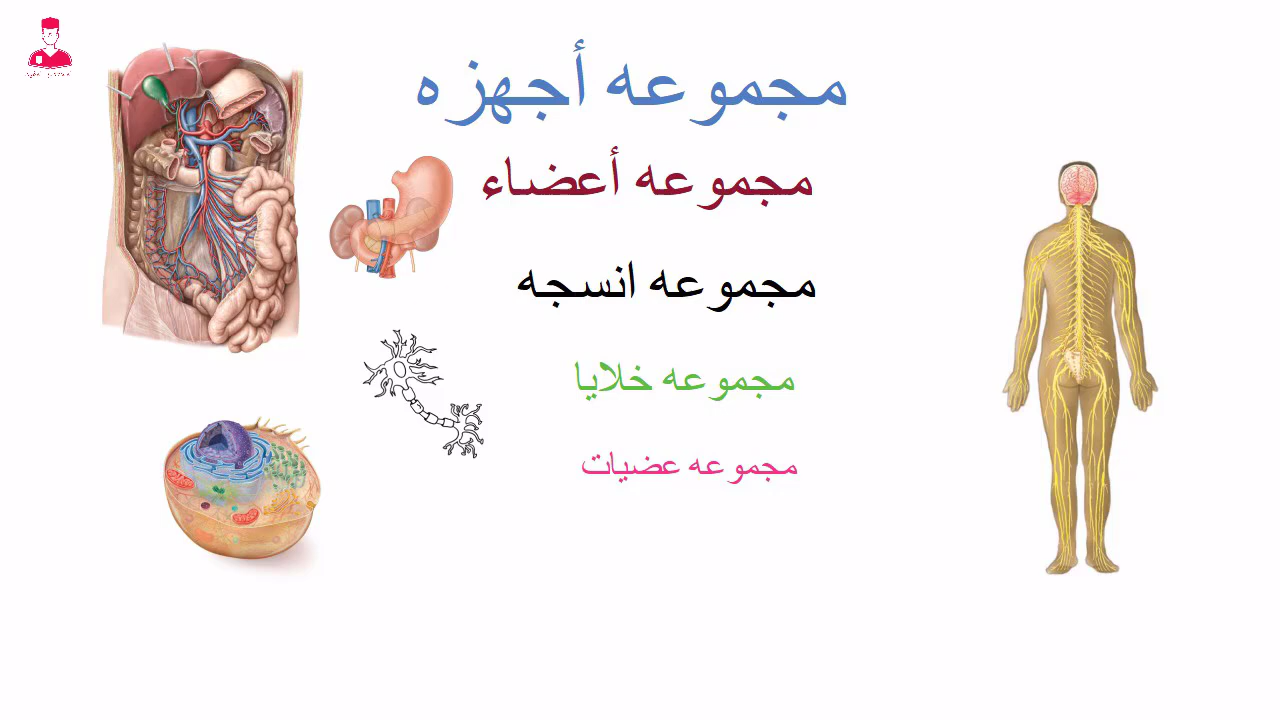 مجموعه أجهزه
مجموعه أعضاء
مجموعه انسجه
مجموعه خلايا
مجموعه عضيات